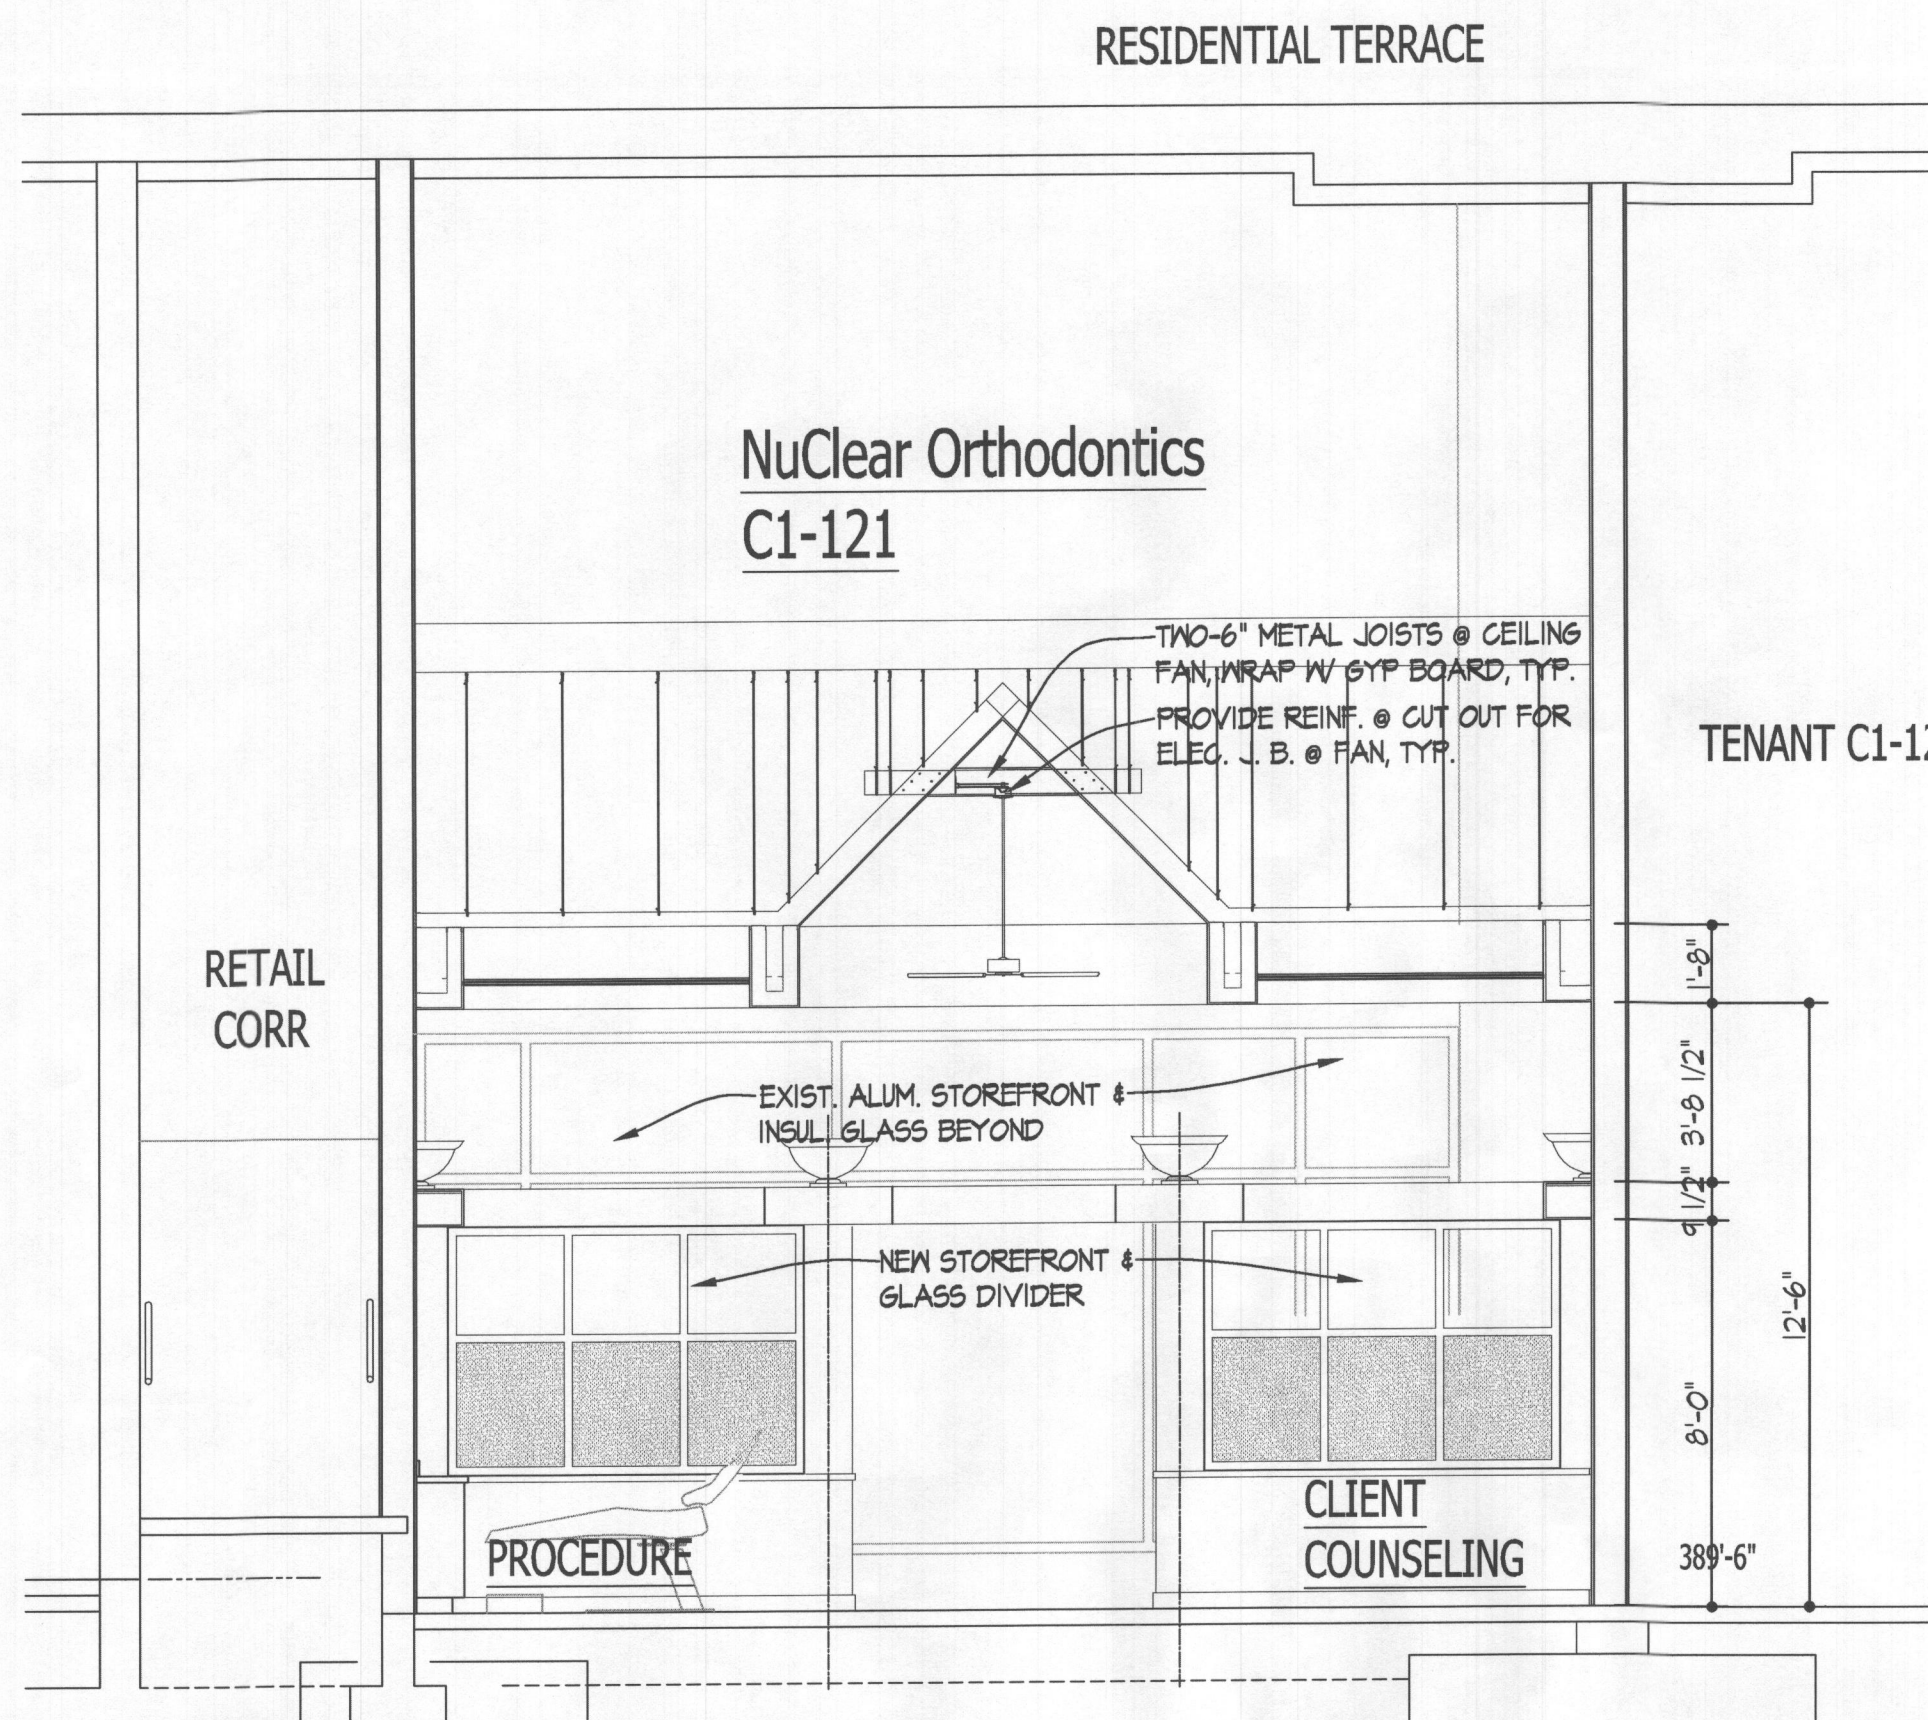 RESIDENTIAL TERRACE
NuClear Orthodontics
C1-121
TWO-6" METAL JOISTS @ CEILING
FAN, WRAP W/ GYP BOARD, TYP.
PROVIDE REINF. @ CUT OUT FOR
ELEC. J. B. @ FAN, TYP.
TENANT
RETAIL
CORR
1'-8"
EXIST. ALUM. STOREFRONT &
INSUL. GLASS BEYOND
3'-8 1/2"
9 1/2"
NEW STOREFRONT &
GLASS DIVIDER
12'-6"
8'-0"
PROCEDURE
CLIENT
COUNSELING
389'-6"